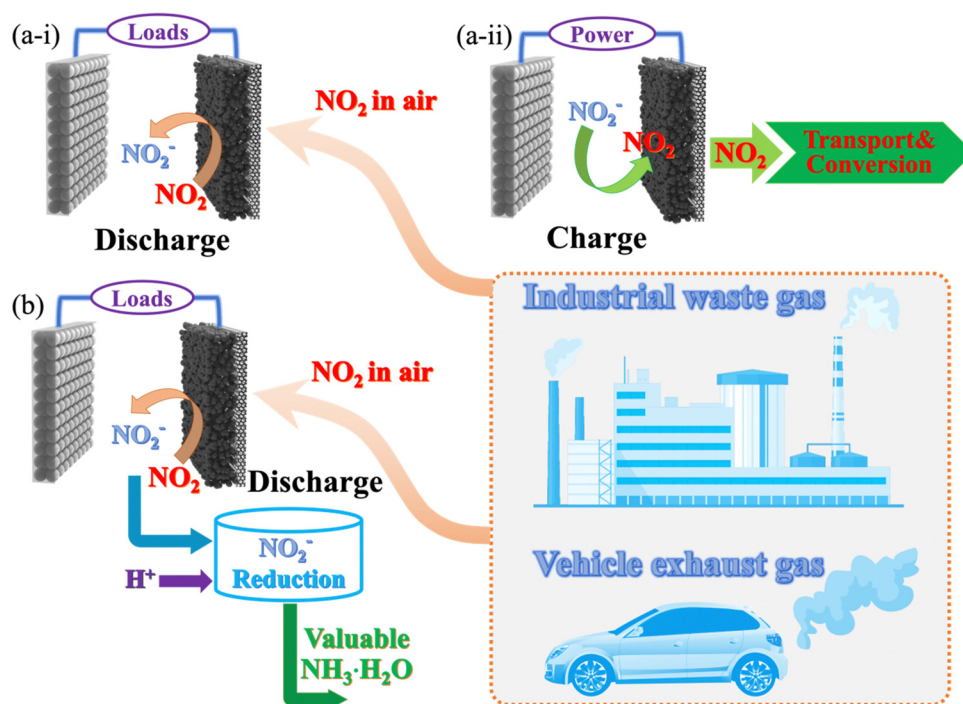 (a-i)
Loads
NO₂ in air
NO₂⁻
NO₂
Discharge
(a-ii)
Power
NO₂⁻
NO₂
NO₂
Transport&
Conversion
Charge
(b)
Loads
NO₂ in air
NO₂⁻
NO₂
Discharge
NO₂⁻
Reduction
H⁺
Valuable
NH₃·H₂O
Industrial waste gas
Vehicle exhaust gas